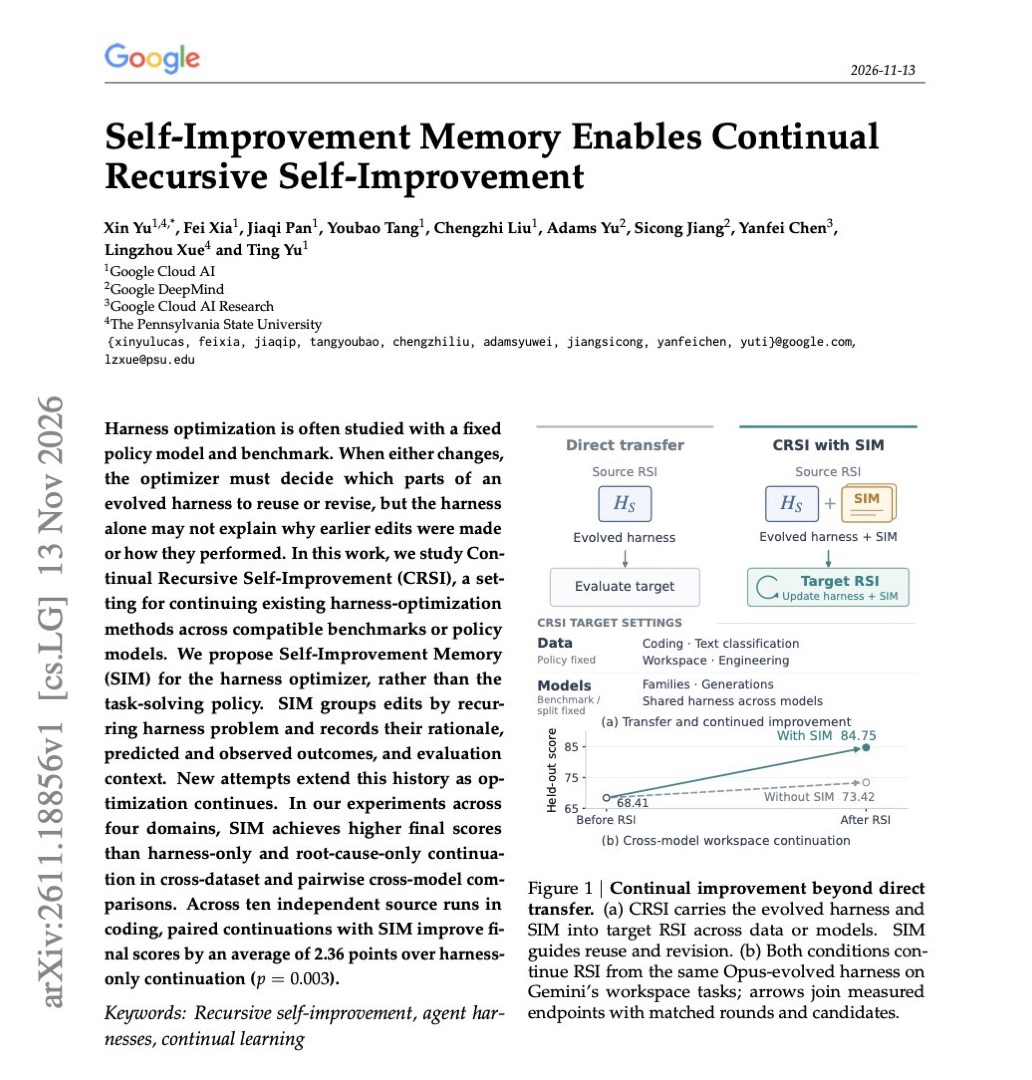 Google
2026-11-13
Self-Improvement Memory Enables Continual
Recursive Self-Improvement
Xin Yu1,4,*, Fei Xia1, Jiaqi Pan1, Youbao Tang1, Chengzhi Liu1, Adams Yu2, Sicong Jiang2, Yanfei Chen3,
Lingzhou Xue4 and Ting Yu1
1Google Cloud AI
2Google DeepMind
3Google Cloud AI Research
4The Pennsylvania State University
{xinyulucas, feixia, jiaqip, tangyoubao, chengzhiliu, adamsyuwei, jiangsicong, yanfeichen, yuti}@google.com,
lzxue@psu.edu
arXiv:2611.18856v1 [cs.LG] 13 Nov 2026
Harness optimization is often studied with a fixed
policy model and benchmark. When either changes,
the optimizer must decide which parts of an
evolved harness to reuse or revise, but the harness
alone may not explain why earlier edits were made
or how they performed. In this work, we study Con-
tinual Recursive Self-Improvement (CRSI), a set-
ting for continuing existing harness-optimization
methods across compatible benchmarks or policy
models. We propose Self-Improvement Memory
(SIM) for the harness optimizer, rather than the
task-solving policy. SIM groups edits by recur-
ring harness problem and records their rationale,
predicted and observed outcomes, and evaluation
context. New attempts extend this history as op-
timization continues. In our experiments across
four domains, SIM achieves higher final scores
than harness-only and root-cause-only continua-
tion in cross-dataset and pairwise cross-model com-
parisons. Across ten independent source runs in
coding, paired continuations with SIM improve fi-
nal scores by an average of 2.36 points over harness-
only continuation (p = 0.003).
Keywords: Recursive self-improvement, agent har-
nesses, continual learning
Direct transfer
Source RSI
HS
Evolved harness
Evaluate target
CRSI with SIM
Source RSI
HS + SIM
Evolved harness + SIM
Target RSI
Update harness + SIM
CRSI TARGET SETTINGS
Data
Policy fixed
Coding · Text classification
Workspace · Engineering
Models
Benchmark /
split fixed
Families · Generations
Shared harness across models
(a) Transfer and continued improvement
Held-out score
85
75
65
With SIM 84.75
68.41
Without SIM 73.42
Before RSI
After RSI
(b) Cross-model workspace continuation
Figure 1 | Continual improvement beyond direct
transfer. (a) CRSI carries the evolved harness and
SIM into target RSI across data or models. SIM
guides reuse and revision. (b) Both conditions con-
tinue RSI from the same Opus-evolved harness on
Gemini's workspace tasks; arrows join measured
endpoints with matched rounds and candidates.